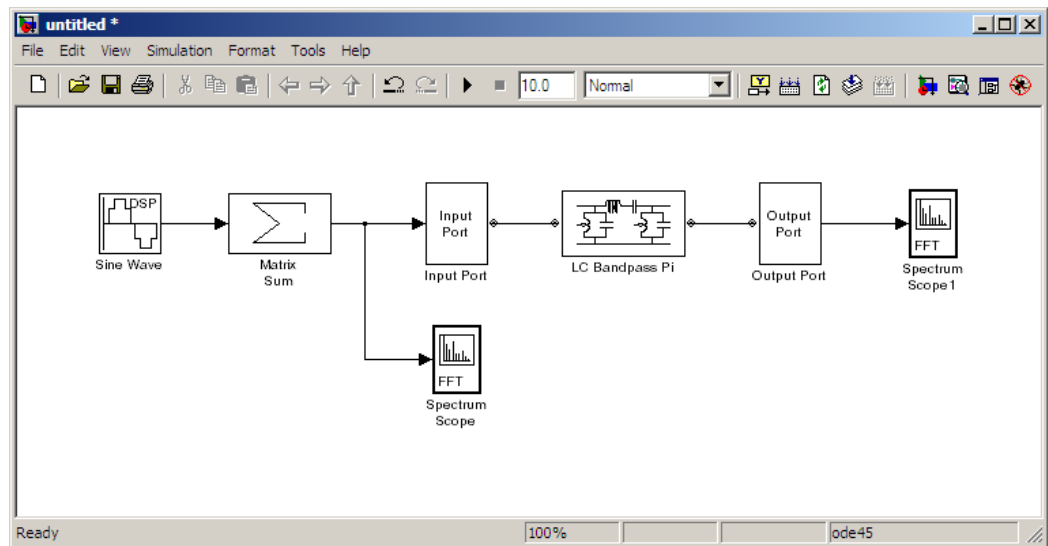 untitled *
File Edit View Simulation Format Tools Help
10.0 Normal
DSP
Sine Wave
Matrix
Sum
Input
Port
Input Port
LC Bandpass Pi
Output
Port
Output Port
FFT
Spectrum
Scope1
FFT
Spectrum
Scope
Ready 100% ode45